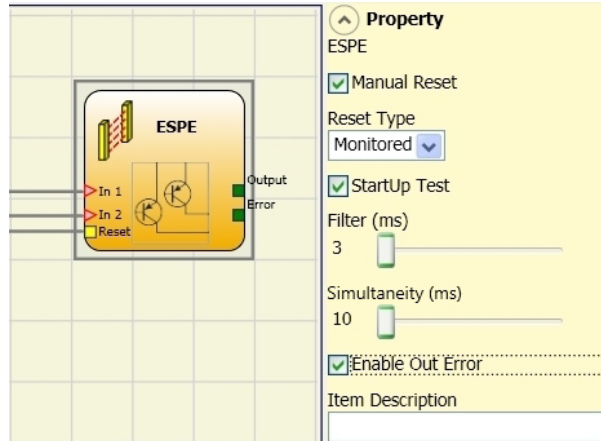 ESPE
In 1
In 2
Reset
Output
Error
Property
ESPE
Manual Reset
Reset Type
Monitored
StartUp Test
Filter (ms)
3
Simultaneity (ms)
10
Enable Out Error
Item Description